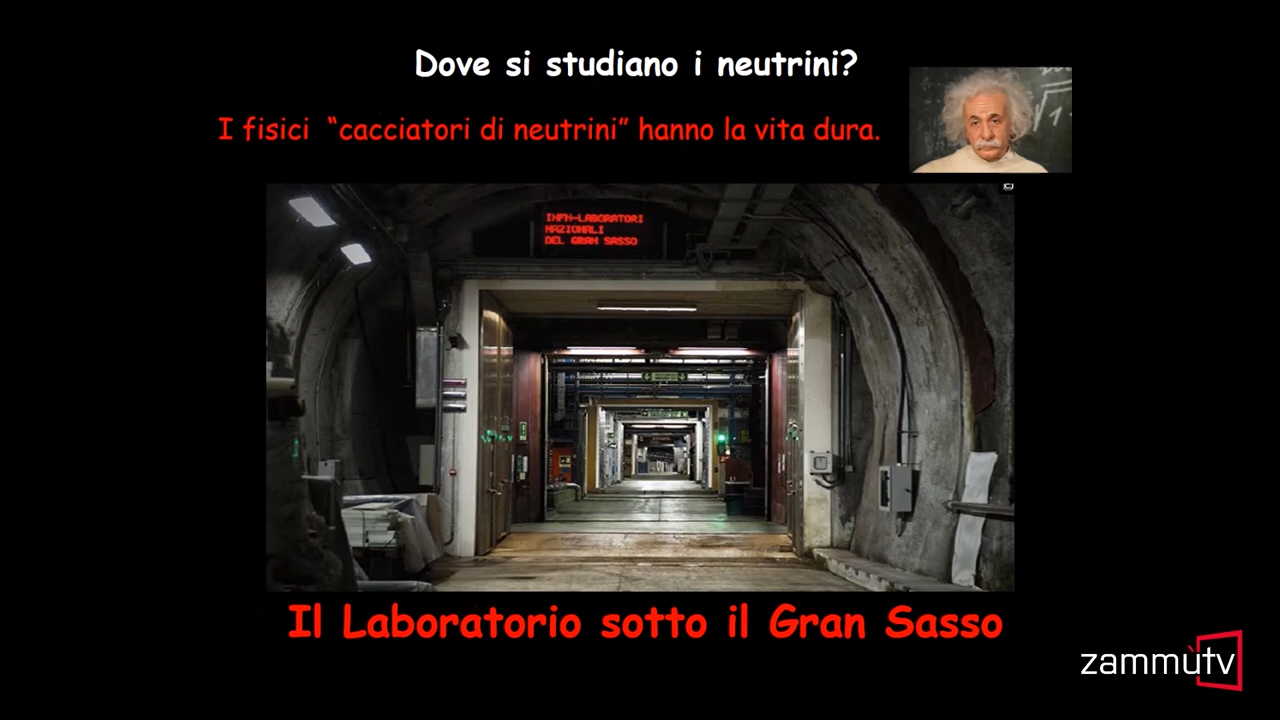 Dove si studiano i neutrini?
I fisici “cacciatori di neutrini” hanno la vita dura.
INFN-LABORATORI
NAZIONALI
DEL GRAN SASSO
Il Laboratorio sotto il Gran Sasso
zammùtv